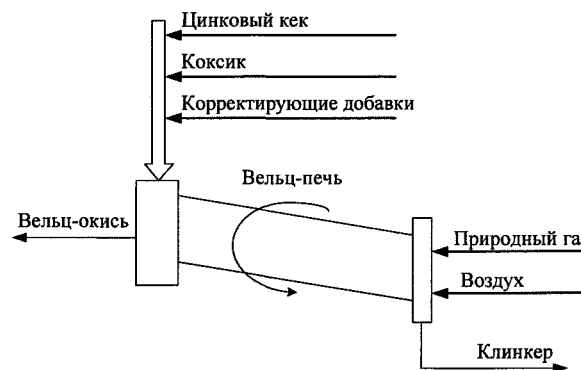 Цинковый кек
Коксик
Корректирующие добавки
Вельц-печь
Вельц-окись
Природный га
Воздух
Клинкер